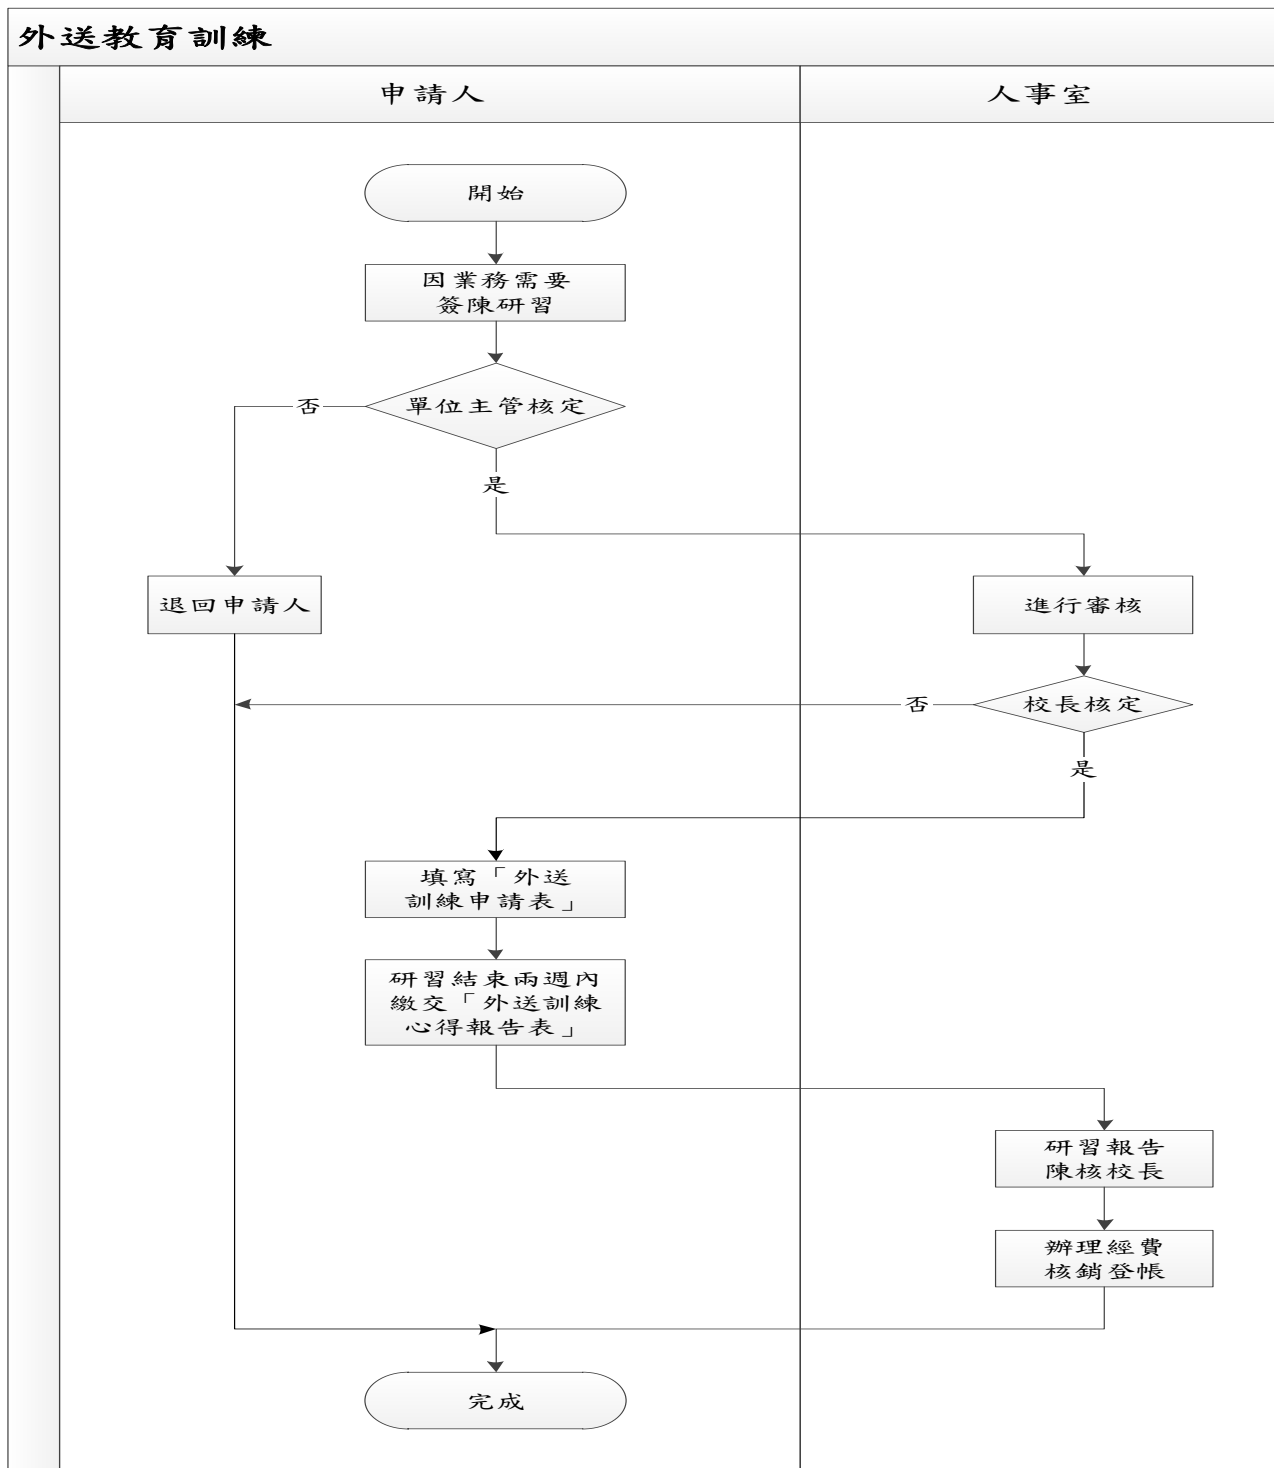 外送教育訓練
申請人
人事室
開始
因業務需要
簽陳研習
單位主管核定
否
是
退回申請人
進行審核
校長核定
否
是
填寫「外送
訓練申請表」
研習結束兩週內
繳交「外送訓練
心得報告表」
研習報告
陳核校長
辦理經費
核銷登帳
完成